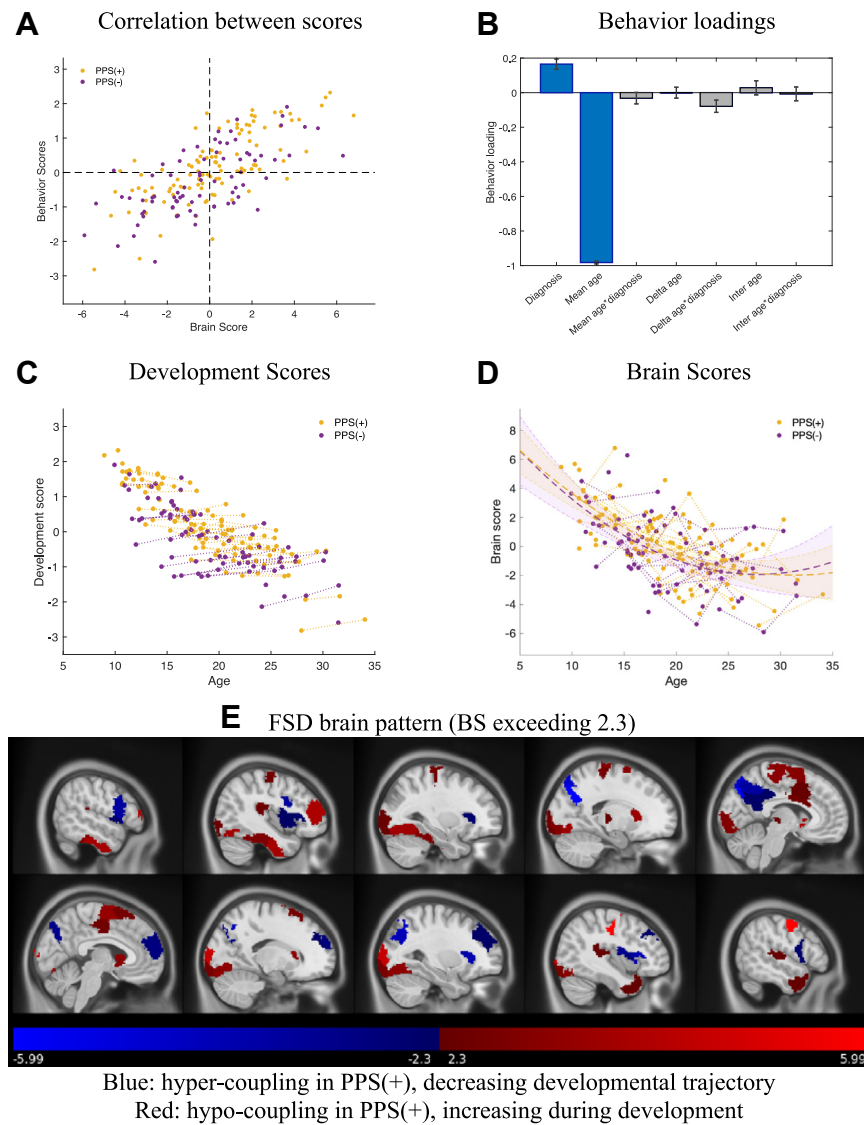 A
Correlation between scores
PPS(+)
PPS(-)
3
2
1
0
-1
-2
-3
Behavior Scores
-6
-4
-2
0
2
4
6
Brain Score
B
Behavior loadings
0.2
0
-0.2
-0.4
-0.6
-0.8
-1
Behavior loading
Diagnosis
Mean age
Mean age*diagnosis
Delta age
Delta age*diagnosis
Inter age
Inter age*diagnosis
C
Development Scores
PPS(+)
PPS(-)
3
2
1
0
-1
-2
-3
Development score
5
10
15
20
25
30
35
Age
D
Brain Scores
PPS(+)
PPS(-)
8
6
4
2
0
-2
-4
-6
Brain score
5
10
15
20
25
30
35
Age
E
FSD brain pattern (BS exceeding 2.3)
-5.99
-2.3
2.3
5.99
Blue: hyper-coupling in PPS(+), decreasing developmental trajectory
Red: hypo-coupling in PPS(+), increasing during development